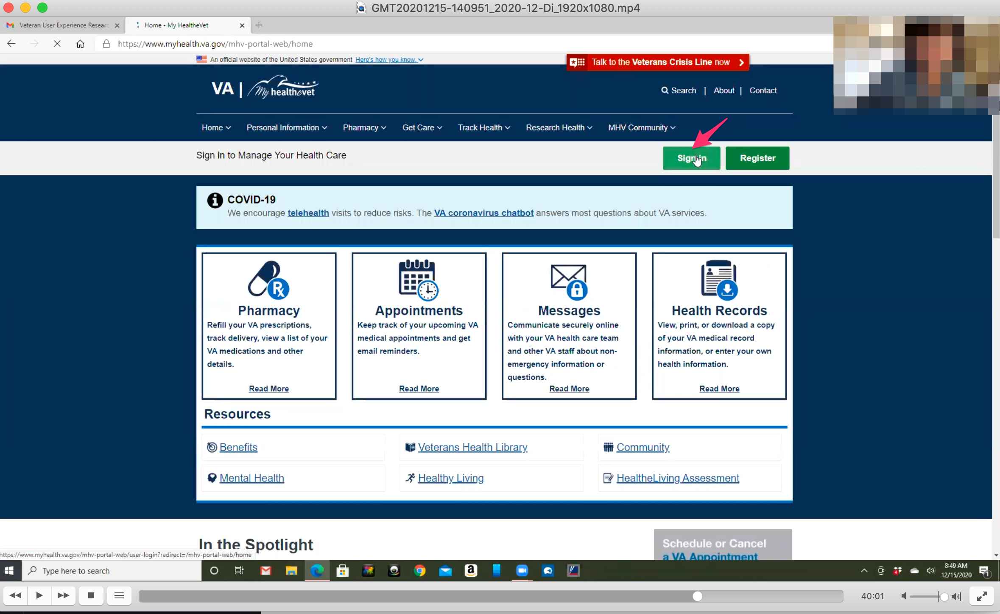 GMT20201215-140951_2020-12-Di_1920x1080.mp4
Veteran User Experience Researc
Home - My HealtheVet
https://www.myhealth.va.gov/mhv-portal-web/home
An official website of the United States government Here's how you know.
Talk to the Veterans Crisis Line now
VA | My healthevet
Search | About | Contact
Home Personal Information Pharmacy Get Care Track Health Research Health MHV Community
Sign in to Manage Your Health Care
Sign in
Register
COVID-19
We encourage telehealth visits to reduce risks. The VA coronavirus chatbot answers most questions about VA services.
Rx
Pharmacy
Refill your VA prescriptions,
track delivery, view a list of your
VA medications and other
details.
Read More
Appointments
Keep track of your upcoming VA
medical appointments and get
email reminders.
Read More
Messages
Communicate securely online
with your VA health care team
and other VA staff about non-
emergency information or
questions.
Read More
Health Records
View, print, or download a copy
of your VA medical record
information, or enter your own
health information.
Read More
Resources
Benefits
Veterans Health Library
Community
Mental Health
Healthy Living
HealtheLiving Assessment
In the Spotlight
Schedule or Cancel
a VA Appointment
https://www.myhealth.va.gov/mhv-portal-web/user-login?redirect=/mhv-portal-web/home
Type here to search
a
4
8:49 AM
12/15/2020
1
40:01